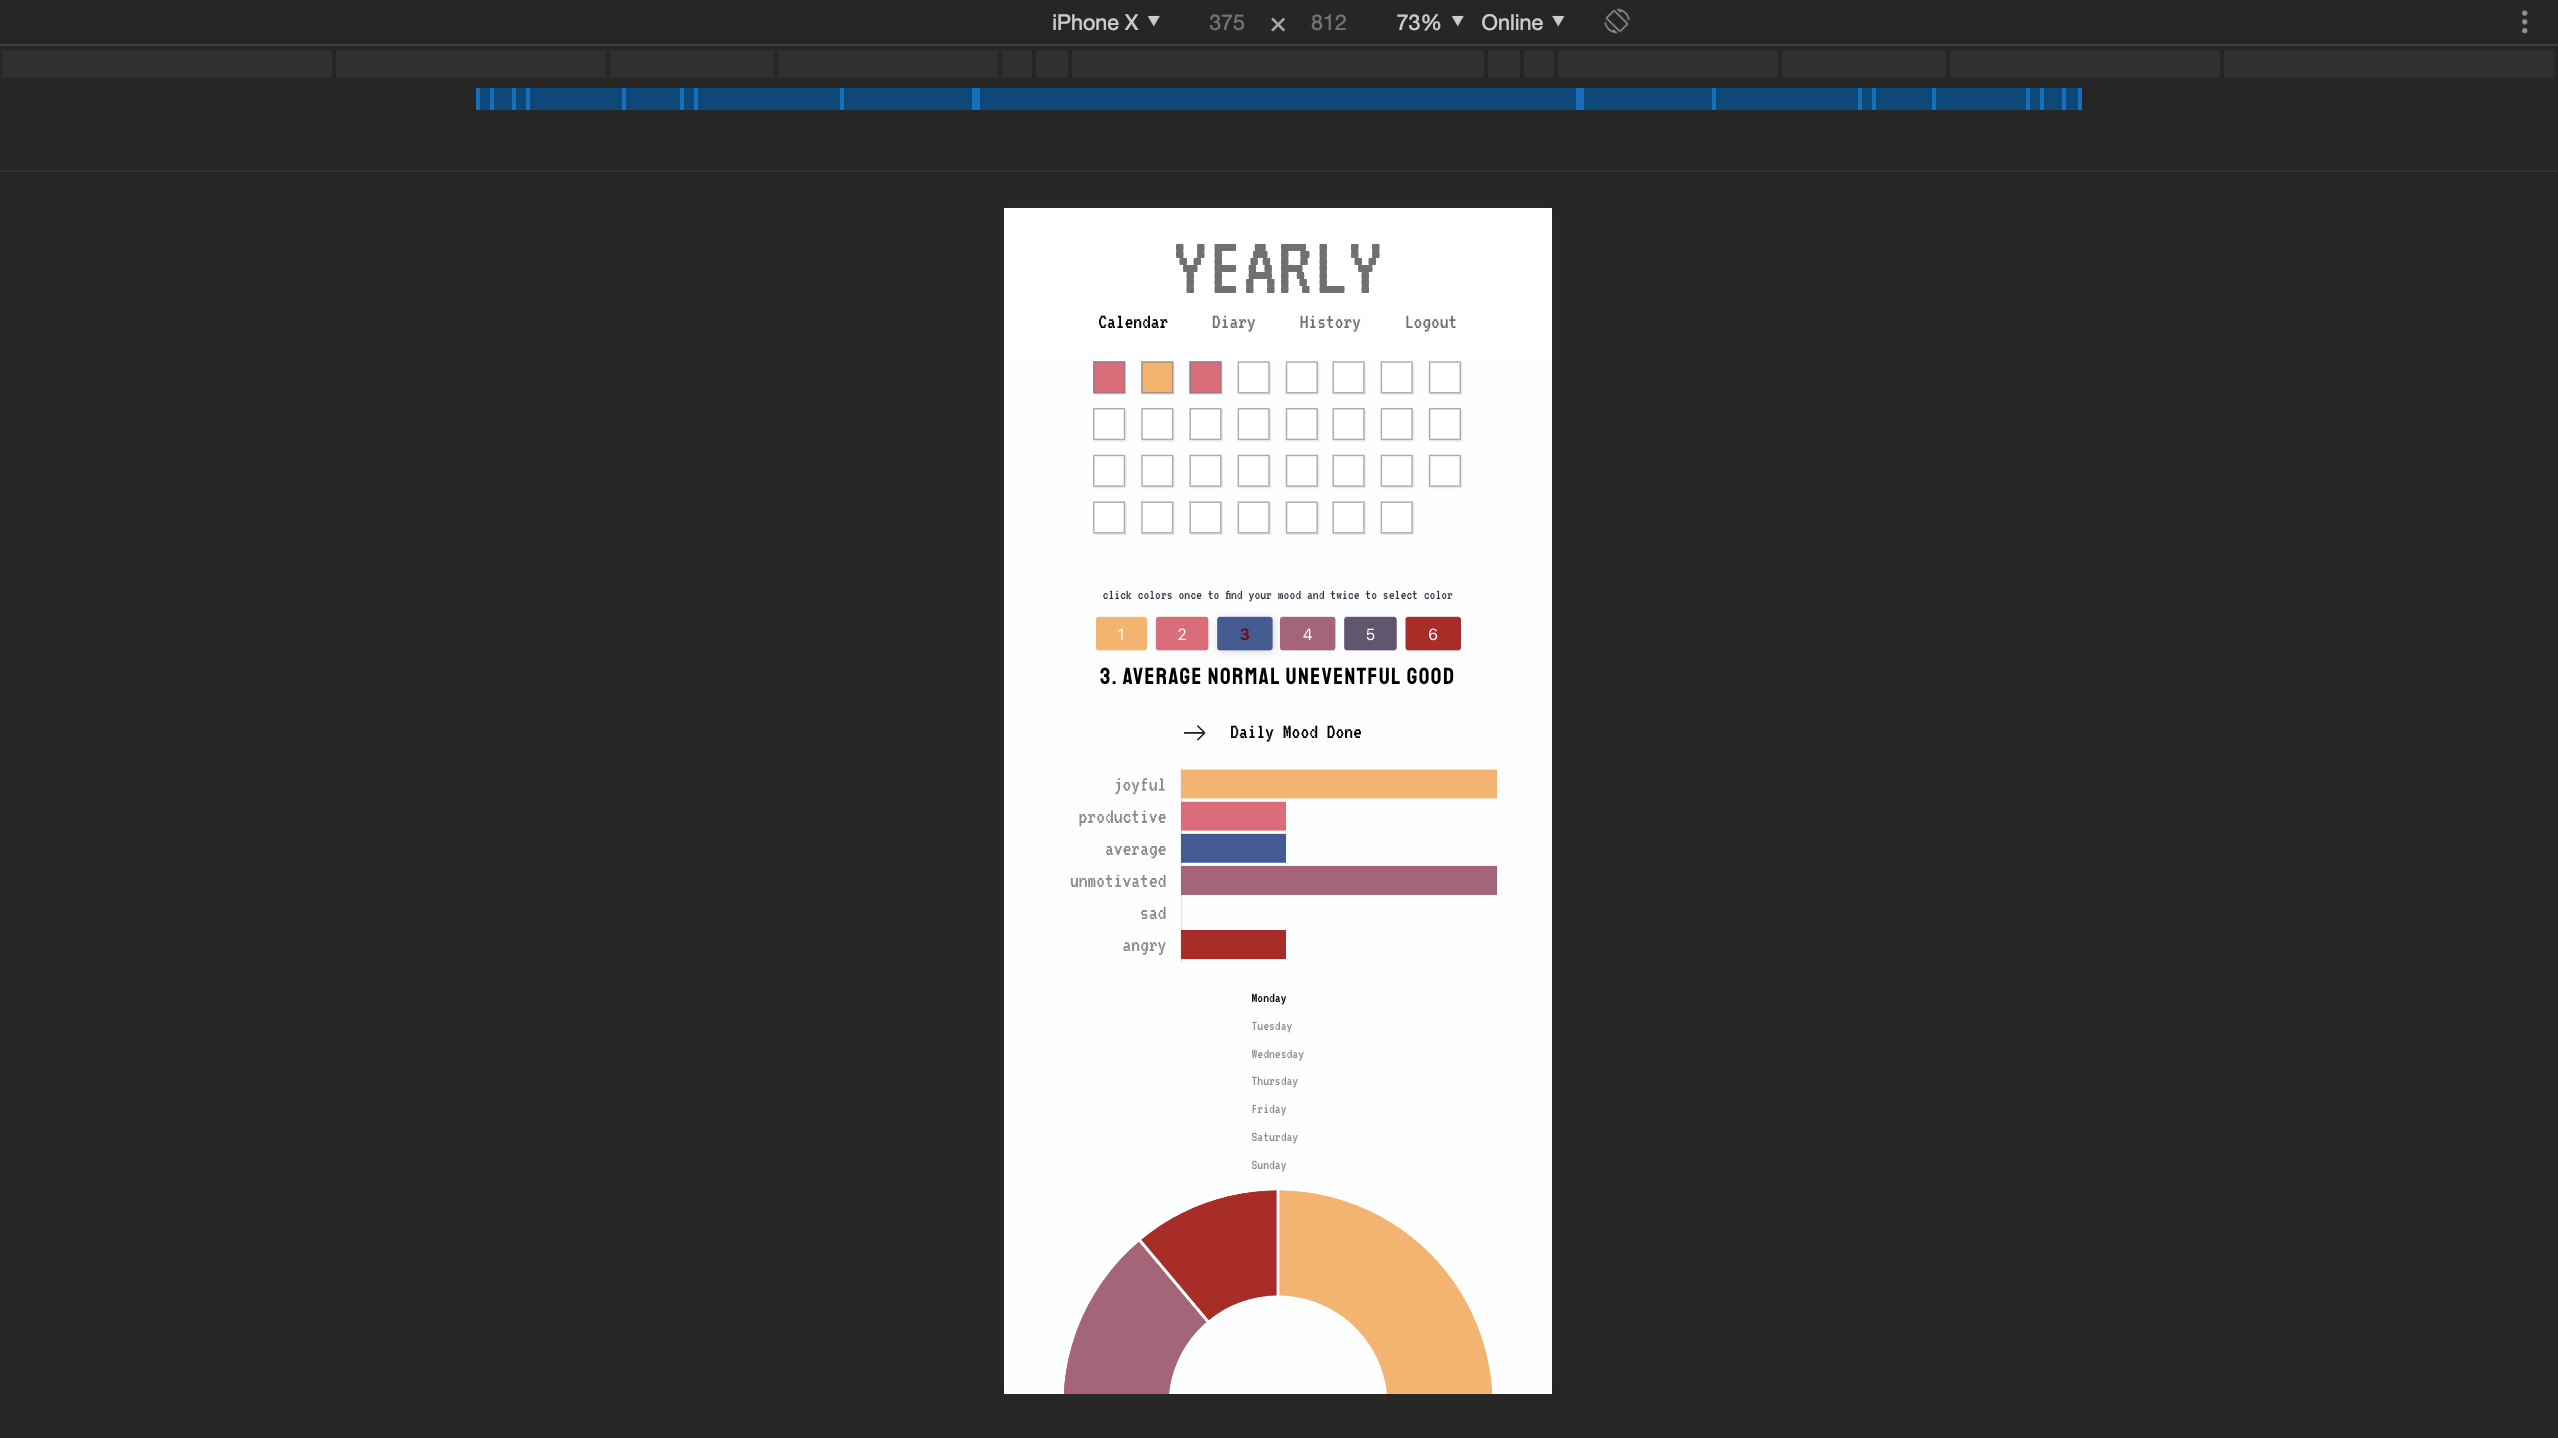 iPhone X 375 × 812 73% Online
YEARLY
Calendar Diary History Logout
click colors once to find your mood and twice to select color
1 2 3 4 5 6
3. AVERAGE NORMAL UNEVENTFUL GOOD
→ Daily Mood Done
joyful
productive
average
unmotivated
sad
angry
Monday
Tuesday
Wednesday
Thursday
Friday
Saturday
Sunday